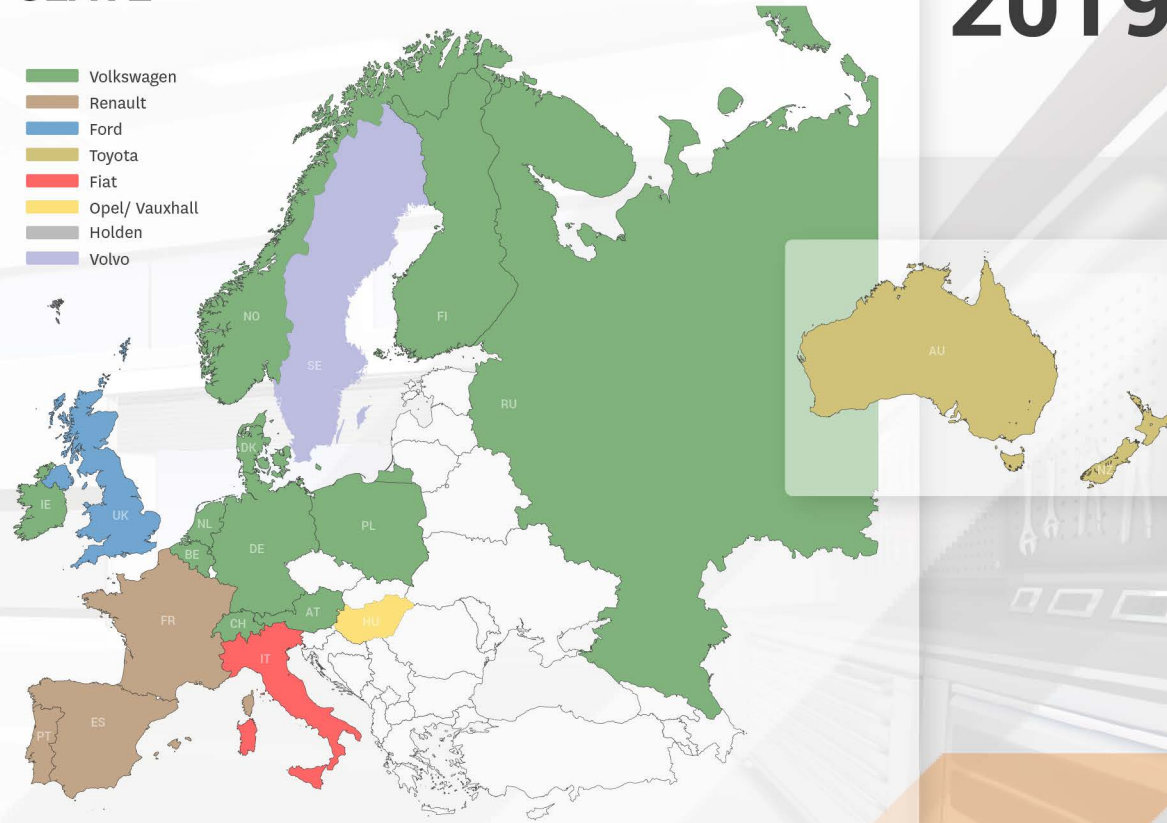 2019
Volkswagen
Renault
Ford
Toyota
Fiat
Opel/ Vauxhall
Holden
Volvo
NO
FI
SE
AU
RU
DK
NZ
IE
UK
NL
PL
BE
DE
AT
FR
CH
HU
IT
ES
PT